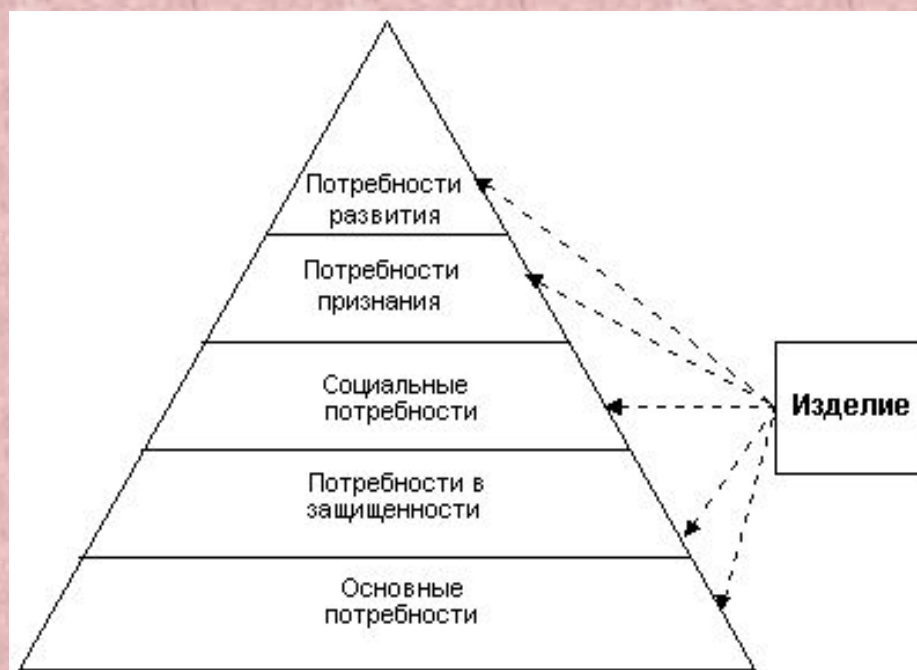 Потребности
развития
Потребности
признания
Социальные
потребности
Изделие
Потребности в
защищенности
Основные
потребности